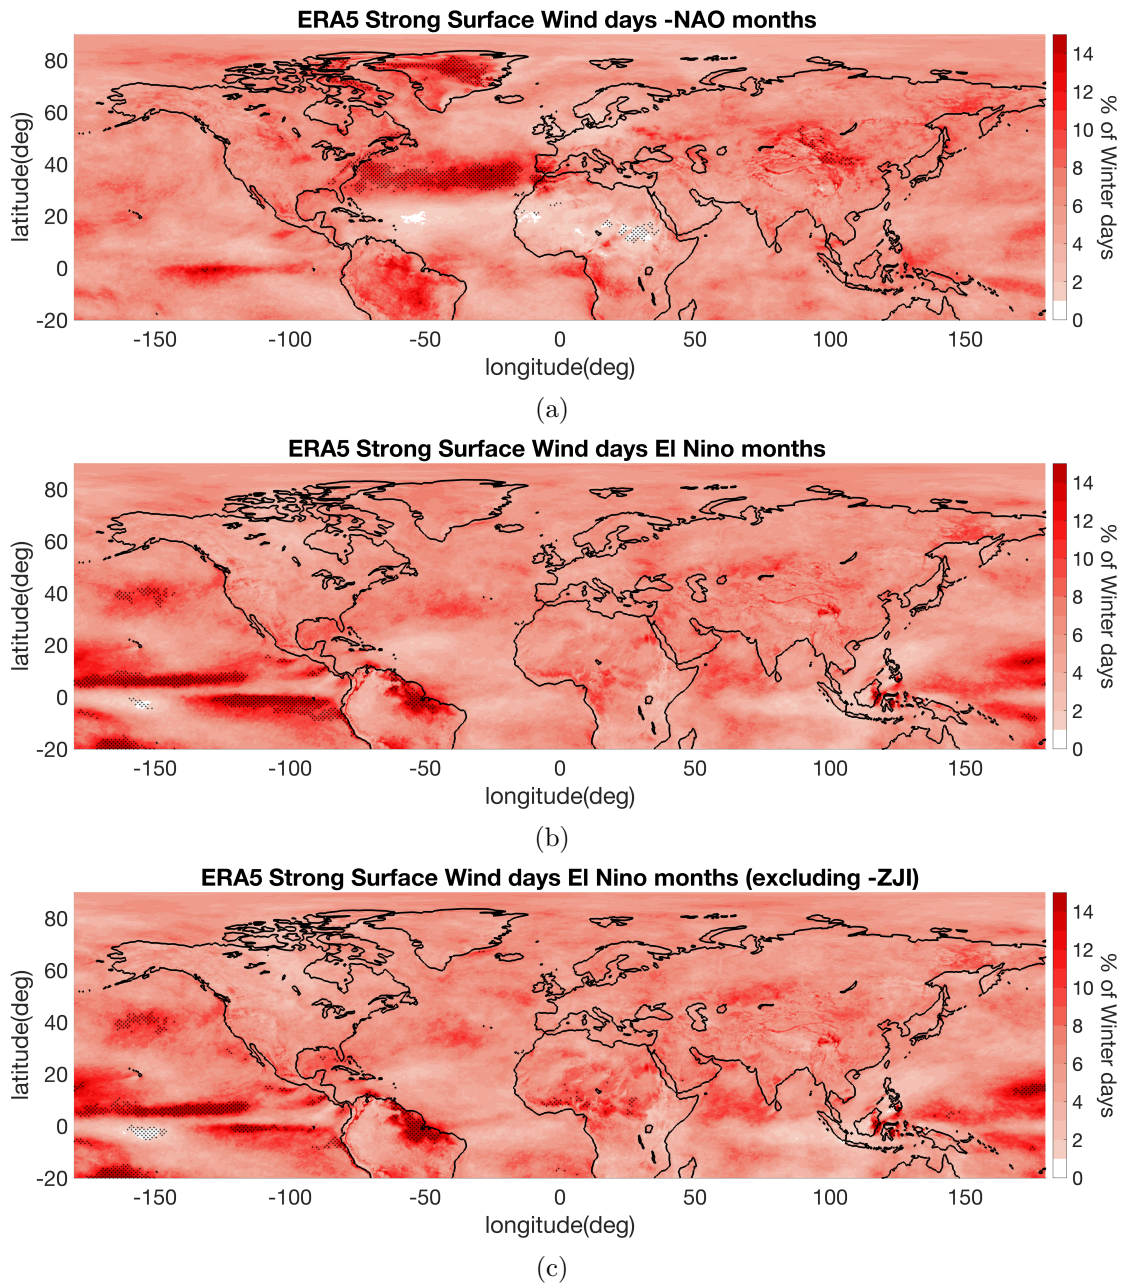 ERA5 Strong Surface Wind days -NAO months
80
60
40
20
0
-20
latitude(deg)
-150 -100 -50 0 50 100 150
longitude(deg)
14
12
10
8
6
4
2
0
% of Winter days
(a)
ERA5 Strong Surface Wind days El Nino months
80
60
40
20
0
-20
latitude(deg)
-150 -100 -50 0 50 100 150
longitude(deg)
14
12
10
8
6
4
2
0
% of Winter days
(b)
ERA5 Strong Surface Wind days El Nino months (excluding -ZJI)
80
60
40
20
0
-20
latitude(deg)
-150 -100 -50 0 50 100 150
longitude(deg)
14
12
10
8
6
4
2
0
% of Winter days
(c)